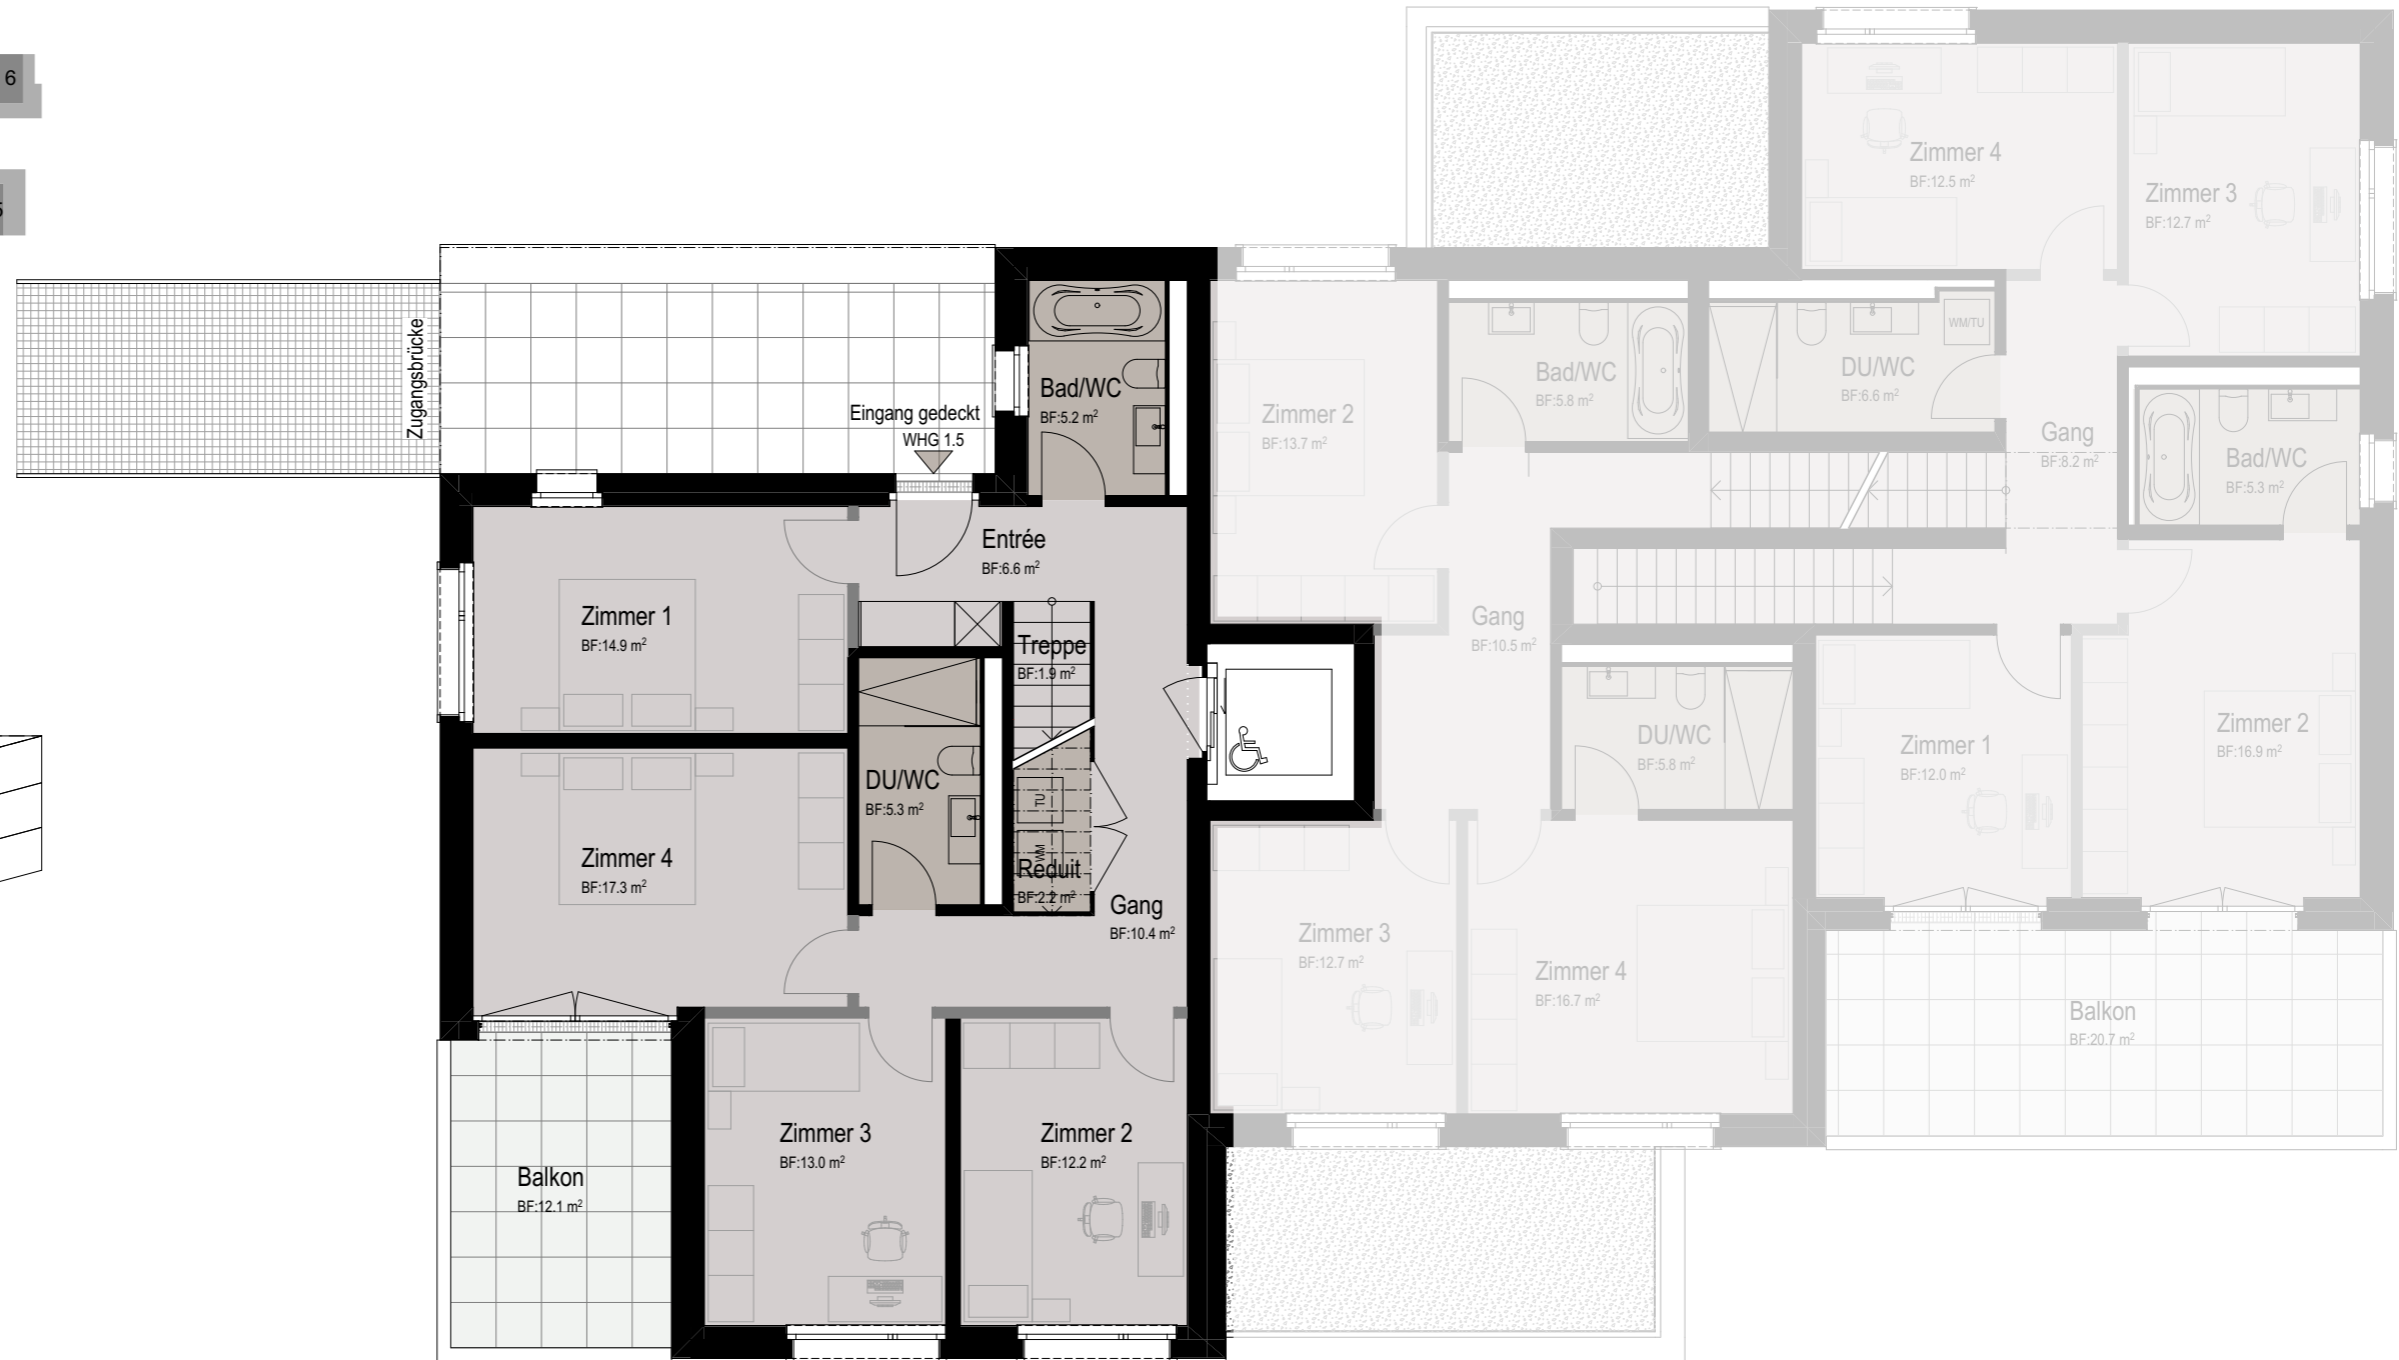 6
Zimmer 4
BF:12.5 m²
Zimmer 3
BF:12.7 m²
Zugangsbrücke
Eingang gedeckt
WHG 1.5
Bad/WC
BF:5.2 m²
Zimmer 2
BF:13.7 m²
Bad/WC
BF:5.8 m²
DU/WC
BF:6.6 m²
WM/TU
Gang
BF:8.2 m²
Bad/WC
BF:5.3 m²
Entrée
BF:6.6 m²
Zimmer 1
BF:14.9 m²
Treppe
BF:1.9 m²
Gang
BF:10.5 m²
DU/WC
BF:5.8 m²
Zimmer 1
BF:12.0 m²
Zimmer 2
BF:16.9 m²
DU/WC
BF:5.3 m²
TU
WM
Reduit
BF:2.2 m²
Zimmer 4
BF:17.3 m²
Gang
BF:10.4 m²
Zimmer 3
BF:12.7 m²
Zimmer 4
BF:16.7 m²
Balkon
BF:20.7 m²
Zimmer 3
BF:13.0 m²
Zimmer 2
BF:12.2 m²
Balkon
BF:12.1 m²